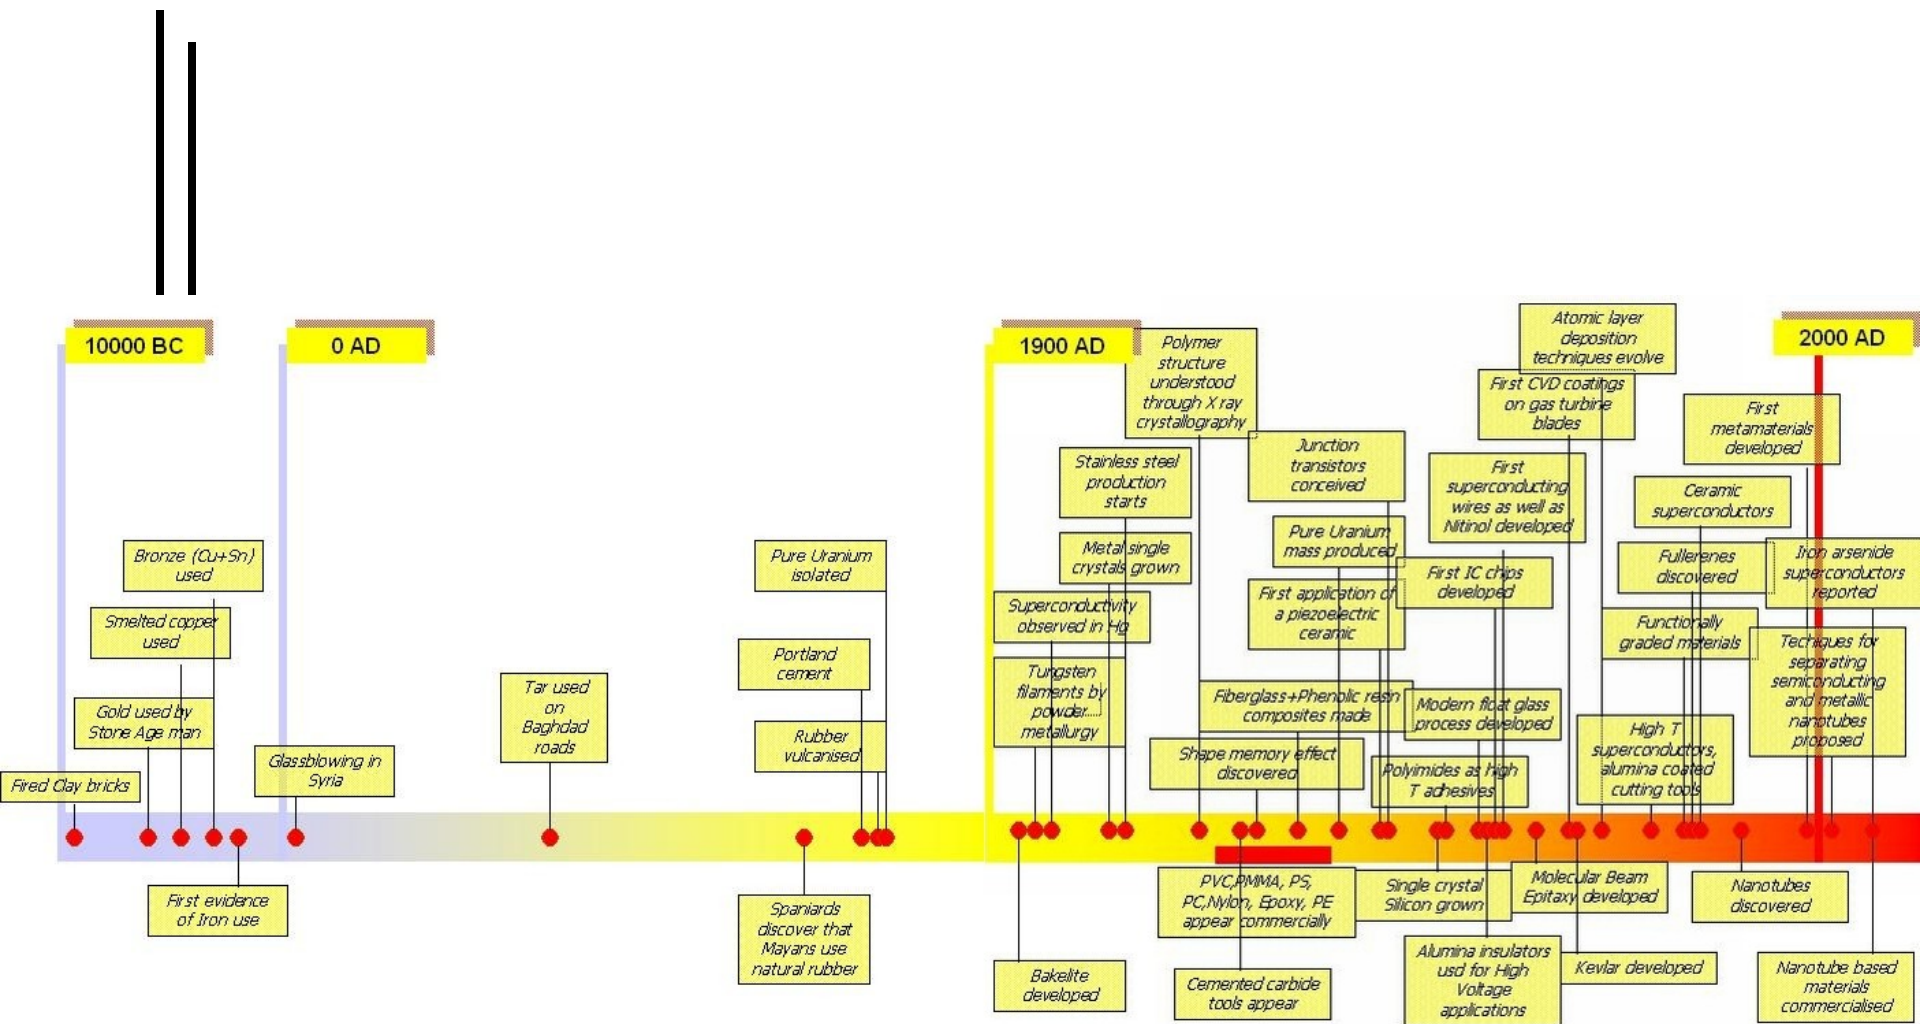 10000 BC
0 AD
1900 AD
2000 AD
Fired Clay bricks
Gold used by
Stone Age man
Smelted copper
used
Bronze (Cu+Sn)
used
First evidence
of Iron use
Glassblowing in
Syria
Tar used
on
Baghdad
roads
Spaniards
discover that
Mayans use
natural rubber
Pure Uranium
isolated
Portland
cement
Rubber
vulcanised
Bakelite
developed
Tungsten
filaments by
powder
metallurgy
Superconductivity
observed in Hg
Metal single
crystals grown
Stainless steel
production
starts
Polymer
structure
understood
through X ray
crystallography
Cemented carbide
tools appear
PVC,PMMA, PS,
PC,Nylon, Epoxy, PE
appear commercially
Shape memory effect
discovered
Fiberglass+Phenolic resin
composites made
First application of
a piezoelectric
ceramic
Pure Uranium
mass produced
Junction
transistors
conceived
Single crystal
Silicon grown
Polyimides as high
T adhesives
Modern float glass
process developed
Alumina insulators
usd for High
Voltage
applications
First IC chips
developed
First
superconducting
wires as well as
Nitinol developed
Molecular Beam
Epitaxy developed
First CVD coatings
on gas turbine
blades
Atomic layer
deposition
techniques evolve
Kevlar developed
High T
superconductors,
alumina coated
cutting tools
Functionally
graded materials
Fullerenes
discovered
Ceramic
superconductors
First
metamaterials
developed
Nanotubes
discovered
Iron arsenide
superconductors
reported
Techiques for
separating
semiconducting
and metallic
nanotubes
proposed
Nanotube based
materials
commercialised